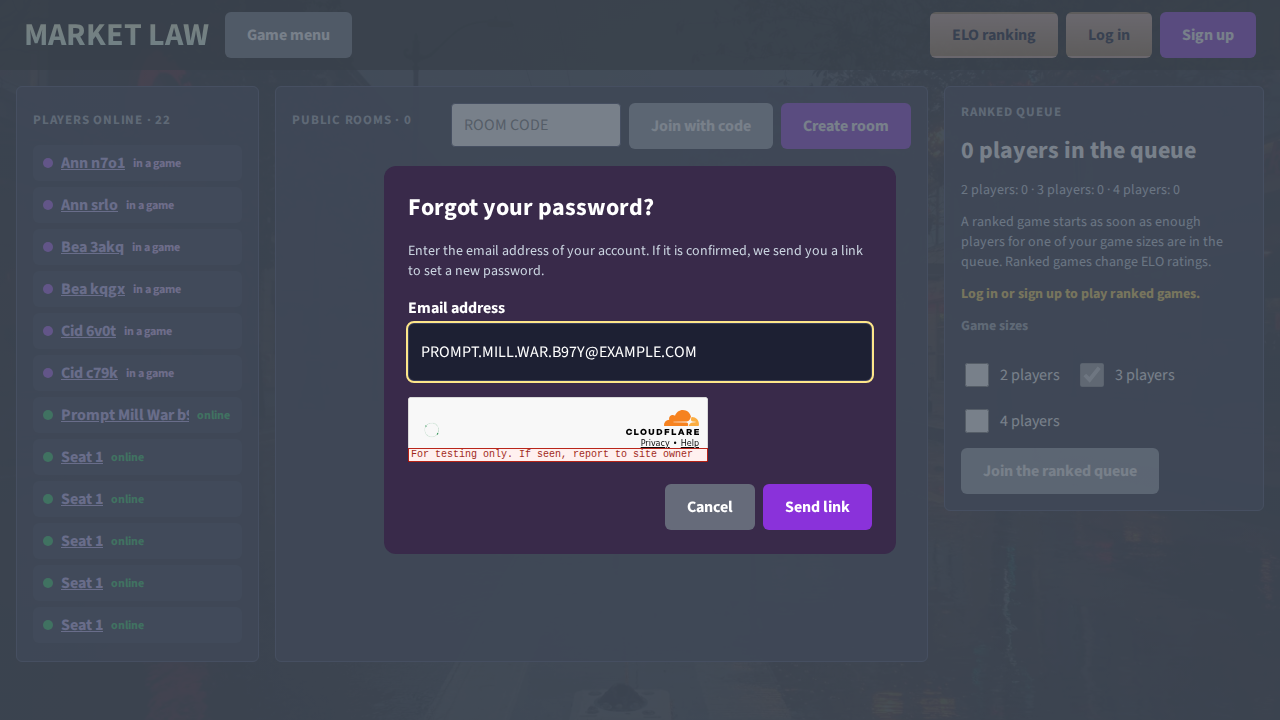 MARKET LAW
Game menu
ELO ranking
Log in
Sign up
PLAYERS ONLINE · 22
Ann n7o1 in a game
Ann srlo in a game
Bea 3akq in a game
Bea kqgx in a game
Cid 6v0t in a game
Cid c79k in a game
Prompt Mill War b9 online
Seat 1 online
Seat 1 online
Seat 1 online
Seat 1 online
Seat 1 online
PUBLIC ROOMS · 0
ROOM CODE
Join with code
Create room
Forgot your password?
Enter the email address of your account. If it is confirmed, we send you a link
to set a new password.
Email address
PROMPT.MILL.WAR.B97Y@EXAMPLE.COM
CLOUDFLARE
Privacy • Help
For testing only. If seen, report to site owner
Cancel
Send link
RANKED QUEUE
0 players in the queue
2 players: 0 · 3 players: 0 · 4 players: 0
A ranked game starts as soon as enough
players for one of your game sizes are in the
queue. Ranked games change ELO ratings.
Log in or sign up to play ranked games.
Game sizes
2 players
3 players
4 players
Join the ranked queue